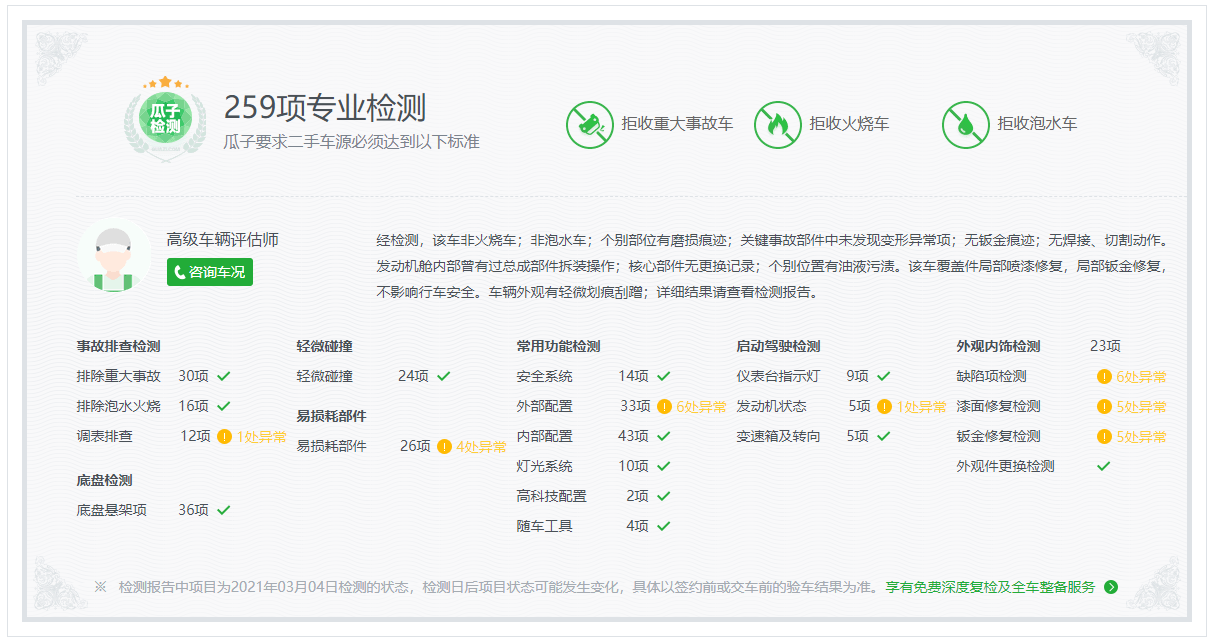 瓜子
检测
259项专业检测
瓜子要求二手车源必须达到以下标准
拒收重大事故车
拒收火烧车
拒收泡水车
高级车辆评估师
咨询车况
经检测，该车非火烧车；非泡水车；个别部位有磨损痕迹；关键事故部件中未发现变形异常项；无钣金痕迹；无焊接、切割动作。
发动机舱内部曾有过总成部件拆装操作；核心部件无更换记录；个别位置有油液污渍。该车覆盖件局部喷漆修复，局部钣金修复，
不影响行车安全。车辆外观有轻微划痕刮蹭；详细结果请查看检测报告。
事故排查检测
排除重大事故 30项
排除泡水火烧 16项
调表排查 12项 1处异常
底盘检测
底盘悬架项 36项
轻微碰撞
轻微碰撞 24项
易损耗部件
易损耗部件 26项 4处异常
常用功能检测
安全系统 14项
外部配置 33项 6处异常
内部配置 43项
灯光系统 10项
高科技配置 2项
随车工具 4项
启动驾驶检测
仪表台指示灯 9项
发动机状态 5项 1处异常
变速箱及转向 5项
外观内饰检测 23项
缺陷项检测 6处异常
漆面修复检测 5处异常
钣金修复检测 5处异常
外观件更换检测
※ 检测报告中项目为2021年03月04日检测的状态，检测日后项目状态可能发生变化，具体以签约前或交车前的验车结果为准。 享有免费深度复检及全车整备服务